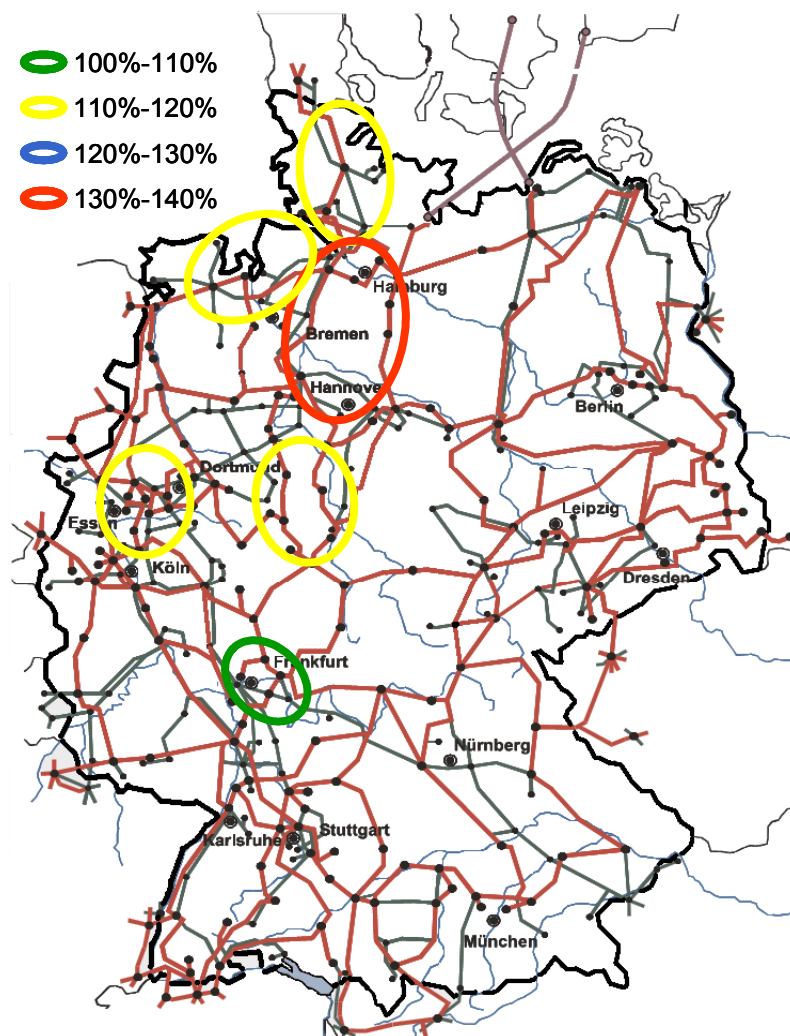 100%-110%
110%-120%
120%-130%
130%-140%
Hamburg
Bremen
Hannove
Berlin
Dortmund
Essen
Leipzig
Köln
Dresden
Frankfurt
Nürnberg
Stuttgart
Karlsruhe
München